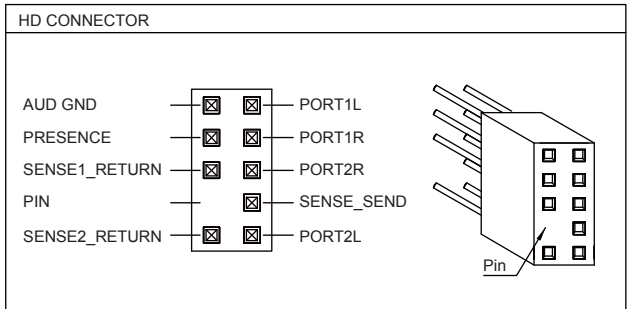 HD CONNECTOR
AUD GND PORT1L
PRESENCE PORT1R
SENSE1_RETURN PORT2R
PIN SENSE_SEND
SENSE2_RETURN PORT2L
Pin